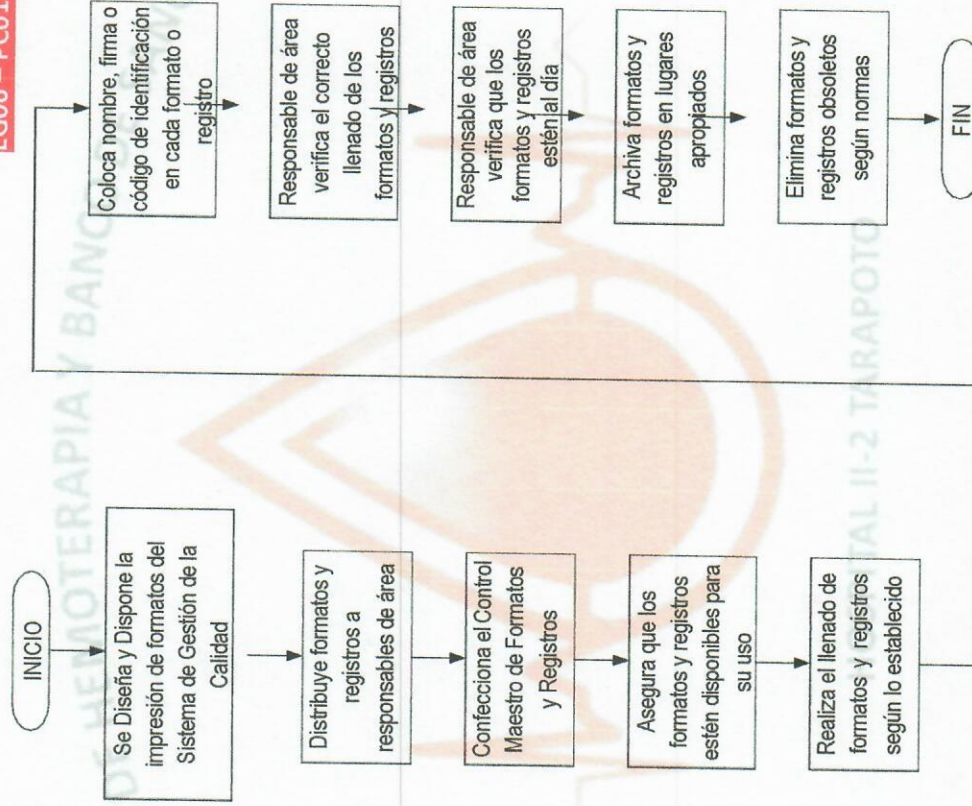 EG06 - PC01
DE HEMOTERAPIA Y BANCO DE
INICIO
Se Diseña y Dispone la
impresión de formatos del
Sistema de Gestión de la
Calidad
Distribuye formatos y
registros a
responsables de área
Confecciona el Control
Maestro de Formatos
y Registros
Asegura que los
formatos y registros
estén disponibles para
su uso
Realiza el llenado de
formatos y registros
según lo establecido
Coloca nombre, firma o
código de identificación
en cada formato o
registro
Responsable de área
verifica el correcto
llenado de los
formatos y registros
Responsable de área
verifica que los
formatos y registros
estén al día
Archiva formatos y
registros en lugares
apropiados
Elimina formatos y
registros obsoletos
según normas
FIN
HOSPITAL II-2 TARAPOTO